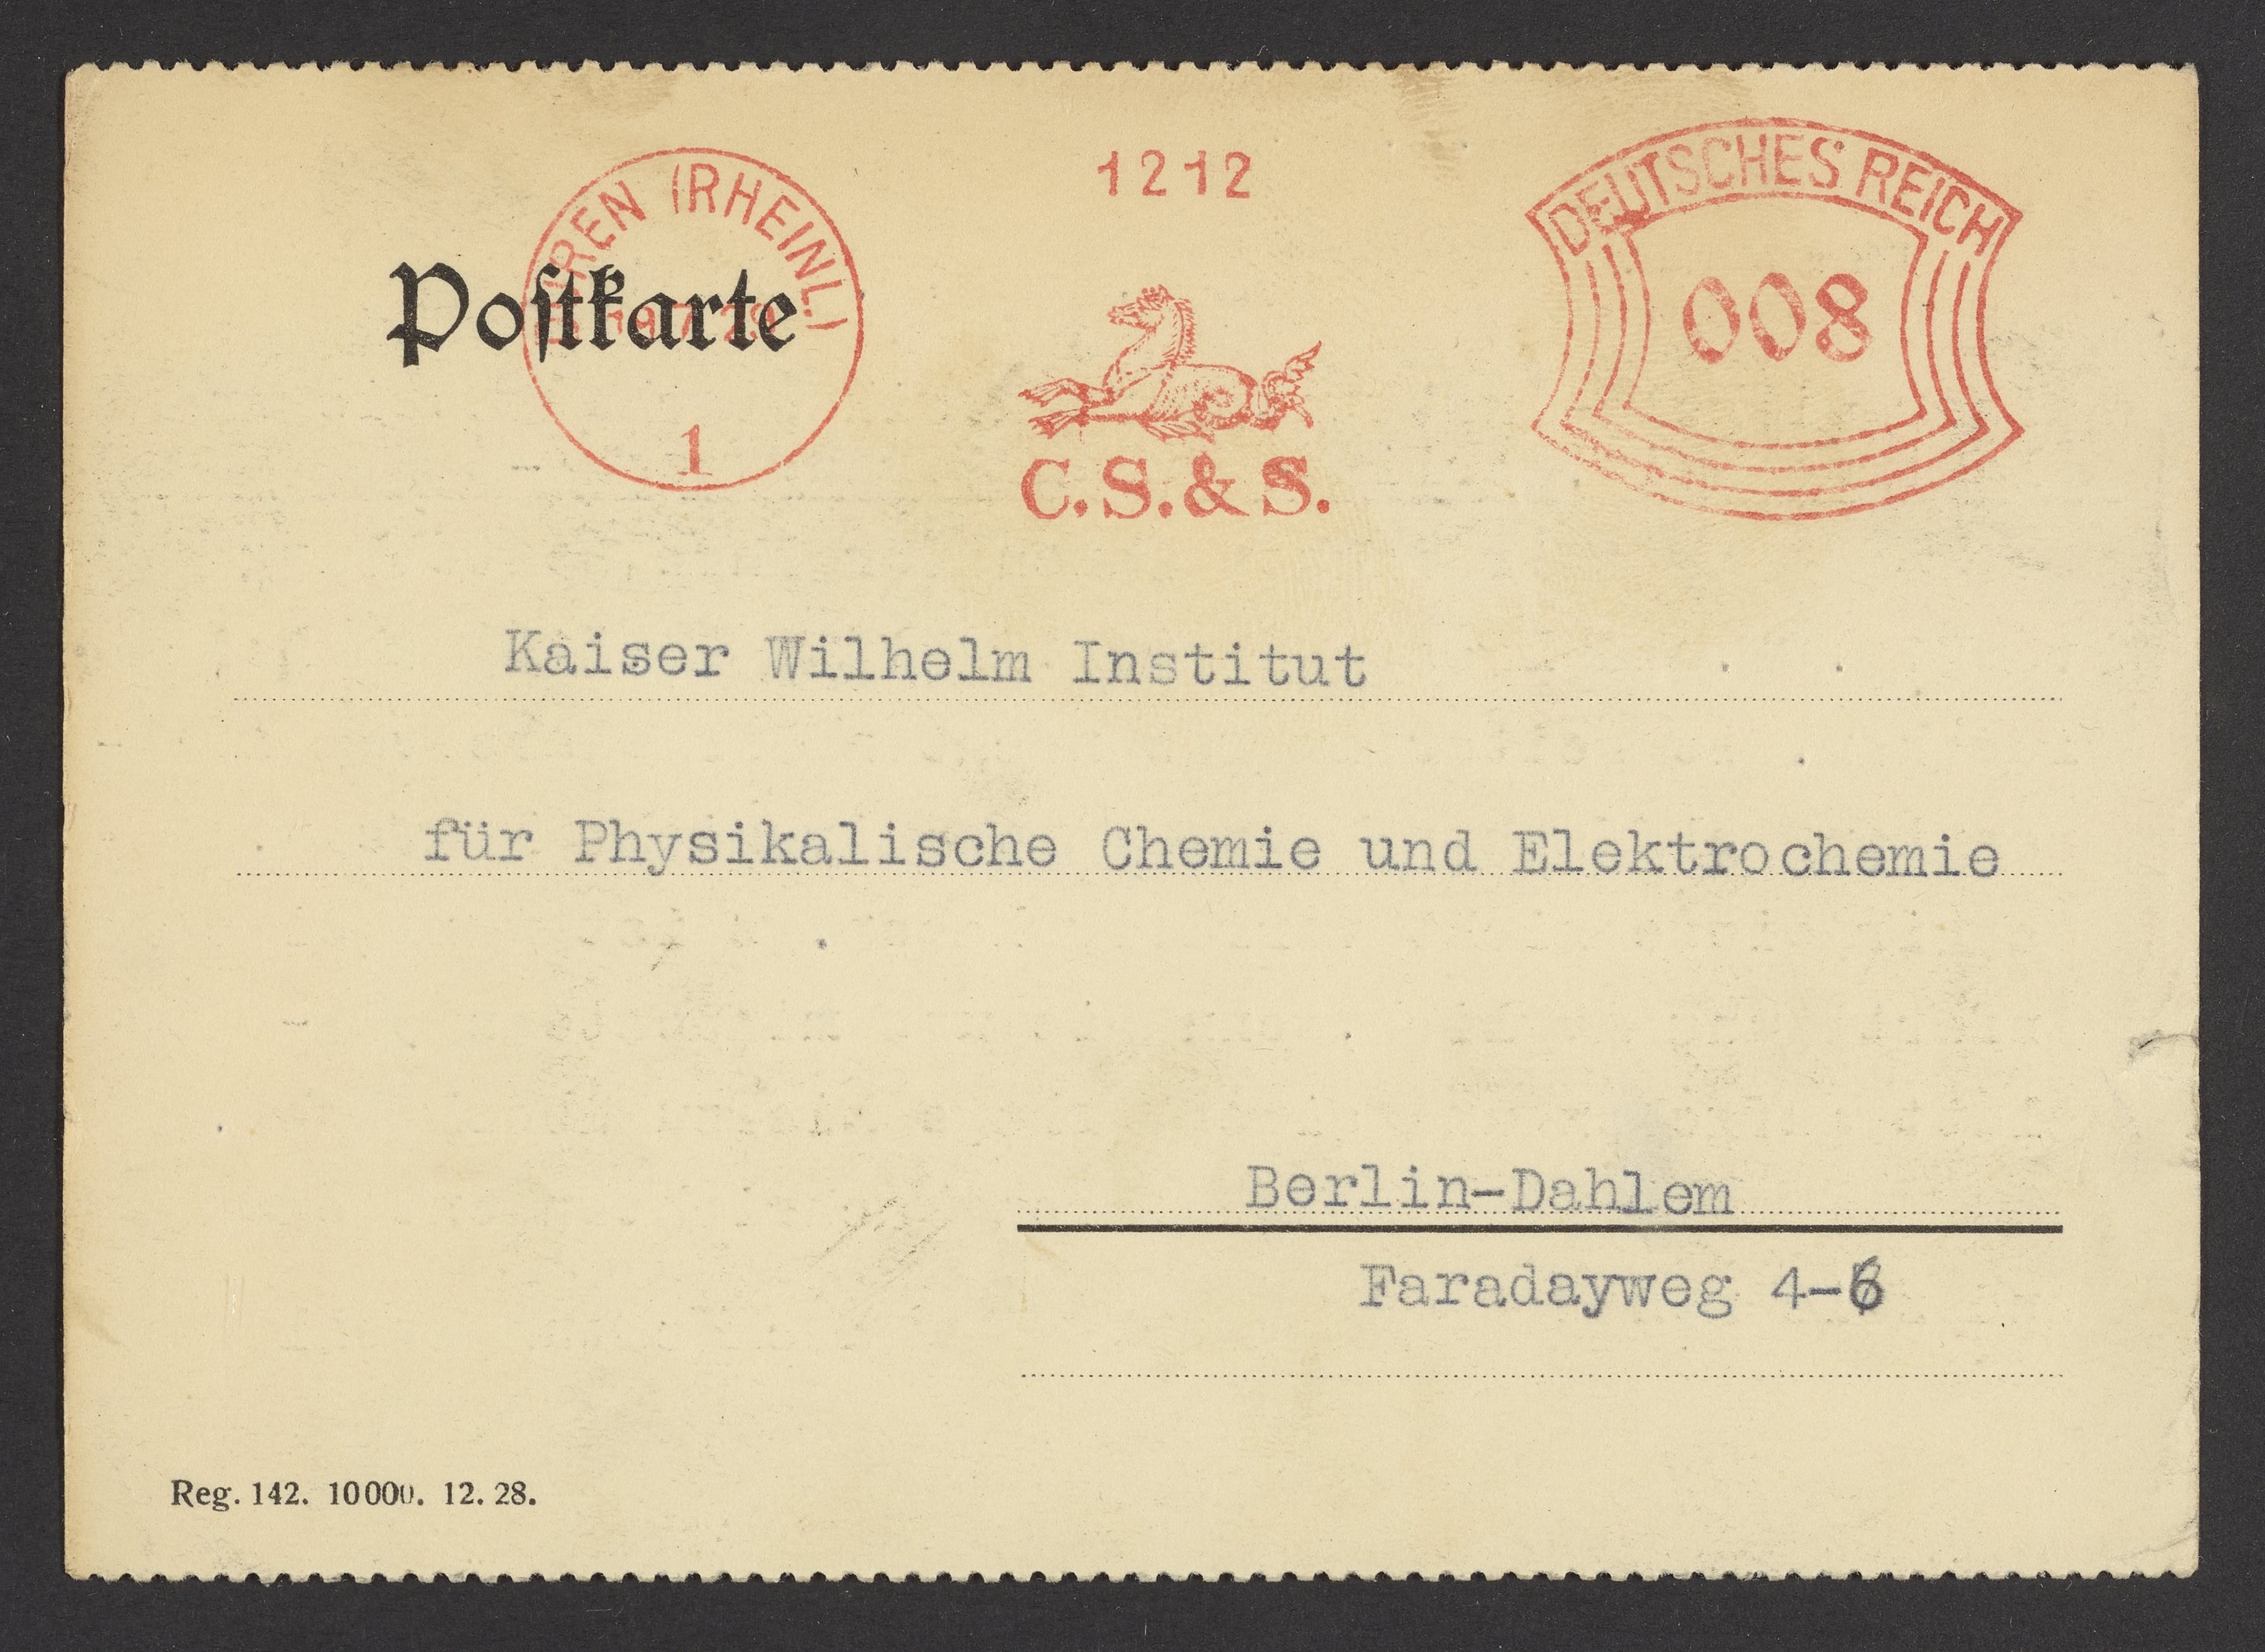 DÜREN (RHEINL.)
1
1212
C. S. & S.
DEUTSCHES REICH
008
Postkarte
Kaiser Wilhelm Institut
für Physikalische Chemie und Elektrochemie
Berlin-Dahlem
Faradayweg 4-6
Reg. 142. 10000. 12. 28.